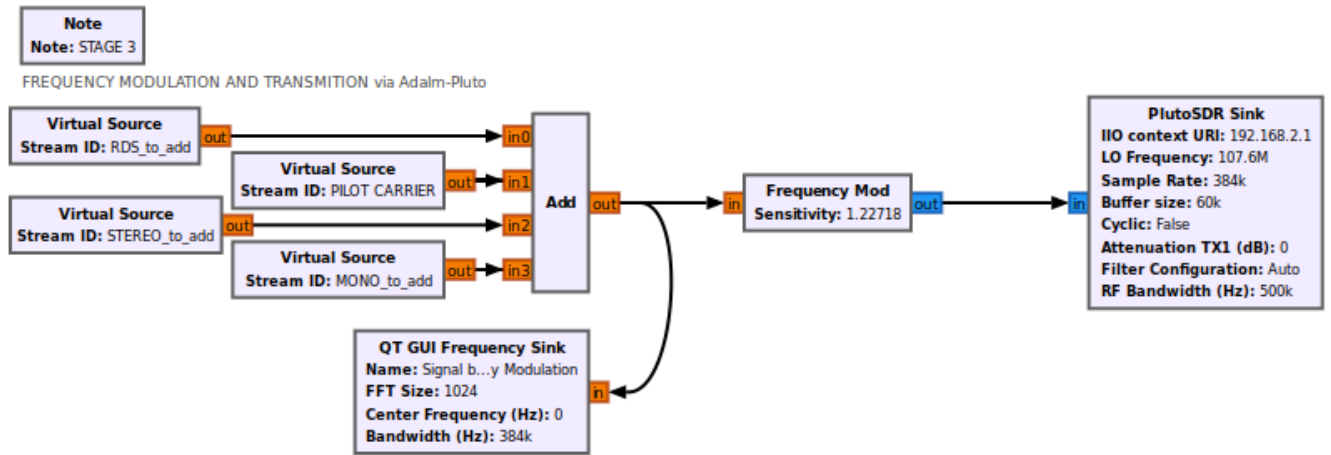 Note
Note: STAGE 3
FREQUENCY MODULATION AND TRANSMITION via Adalm-Pluto
Virtual Source
Stream ID: RDS_to_add
out
Virtual Source
Stream ID: PILOT CARRIER
out
Virtual Source
Stream ID: STEREO_to_add
out
Virtual Source
Stream ID: MONO_to_add
out
in0
in1
in2
in3
Add
out
QT GUI Frequency Sink
Name: Signal b...y Modulation
FFT Size: 1024
Center Frequency (Hz): 0
Bandwidth (Hz): 384k
in
in
Frequency Mod
Sensitivity: 1.22718
out
in
PlutoSDR Sink
IIO context URI: 192.168.2.1
LO Frequency: 107.6M
Sample Rate: 384k
Buffer size: 60k
Cyclic: False
Attenuation TX1 (dB): 0
Filter Configuration: Auto
RF Bandwidth (Hz): 500k